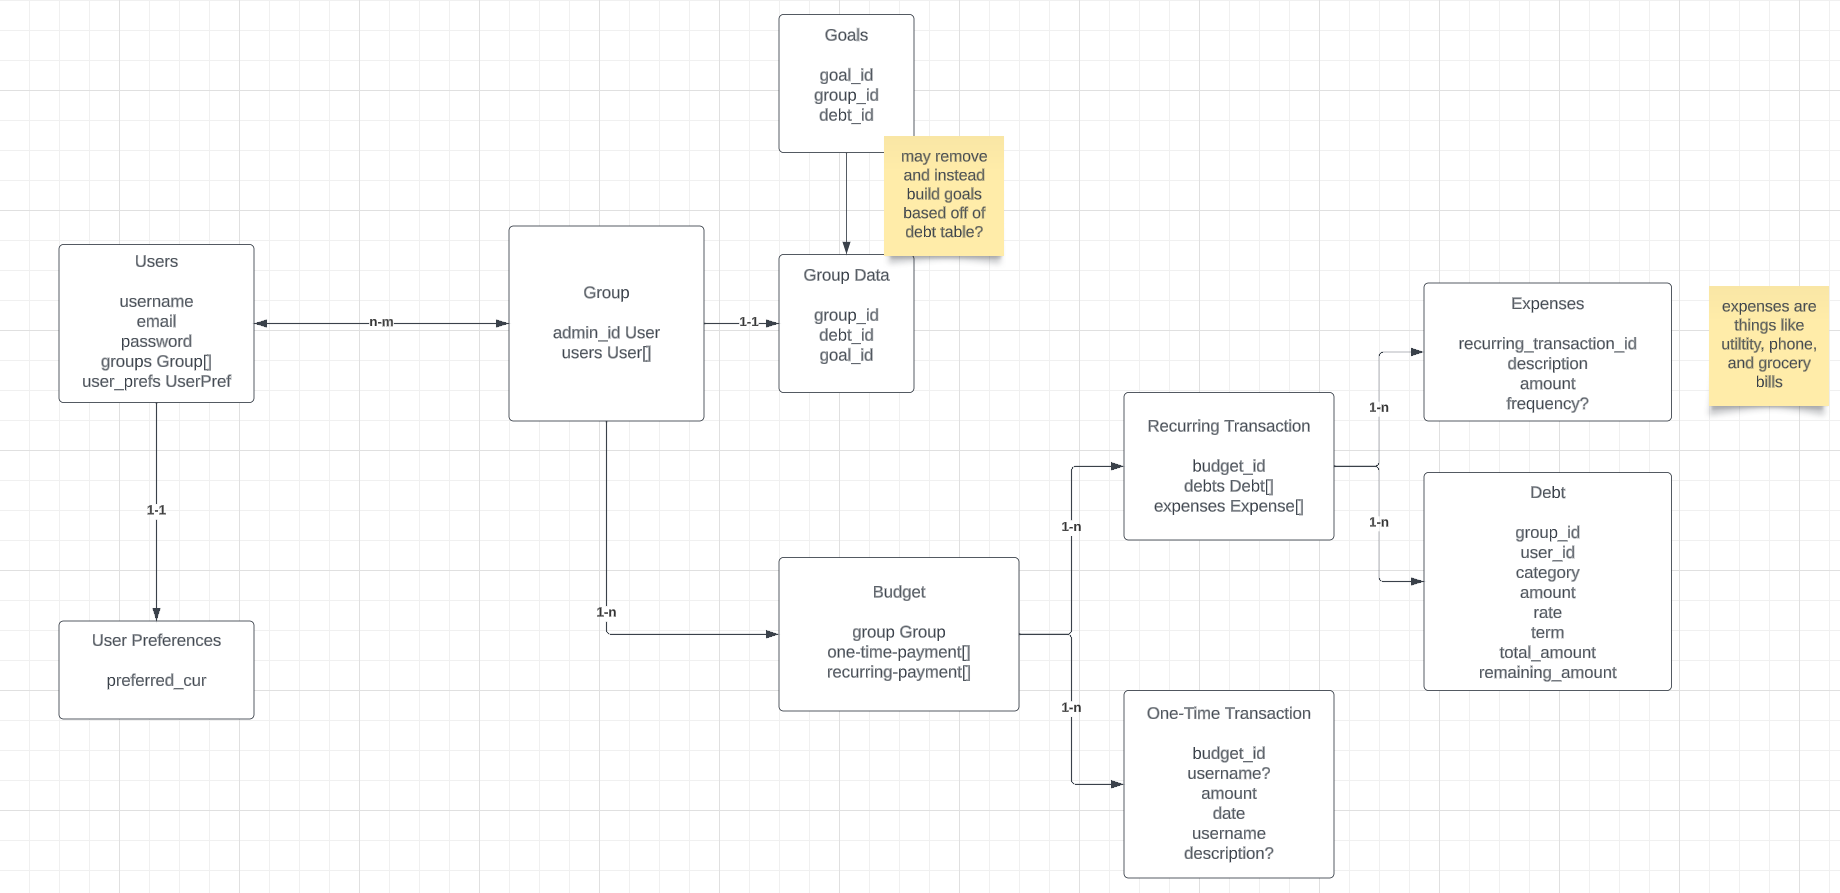 Goals
goal_id
group_id
debt_id
may remove
and instead
build goals
based off of
debt table?
Users
username
email
password
groups Group[]
user_prefs UserPref
n-m
Group
admin_id User
users User[]
1-1
Group Data
group_id
debt_id
goal_id
Expenses
recurring_transaction_id
description
amount
frequency?
expenses are
things like
utiltity, phone,
and grocery
bills
1-n
Recurring Transaction
budget_id
debts Debt[]
expenses Expense[]
1-n
Debt
group_id
user_id
category
amount
rate
term
total_amount
remaining_amount
1-1
1-n
1-n
Budget
group Group
one-time-payment[]
recurring-payment[]
User Preferences
preferred_cur
1-n
One-Time Transaction
budget_id
username?
amount
date
username
description?